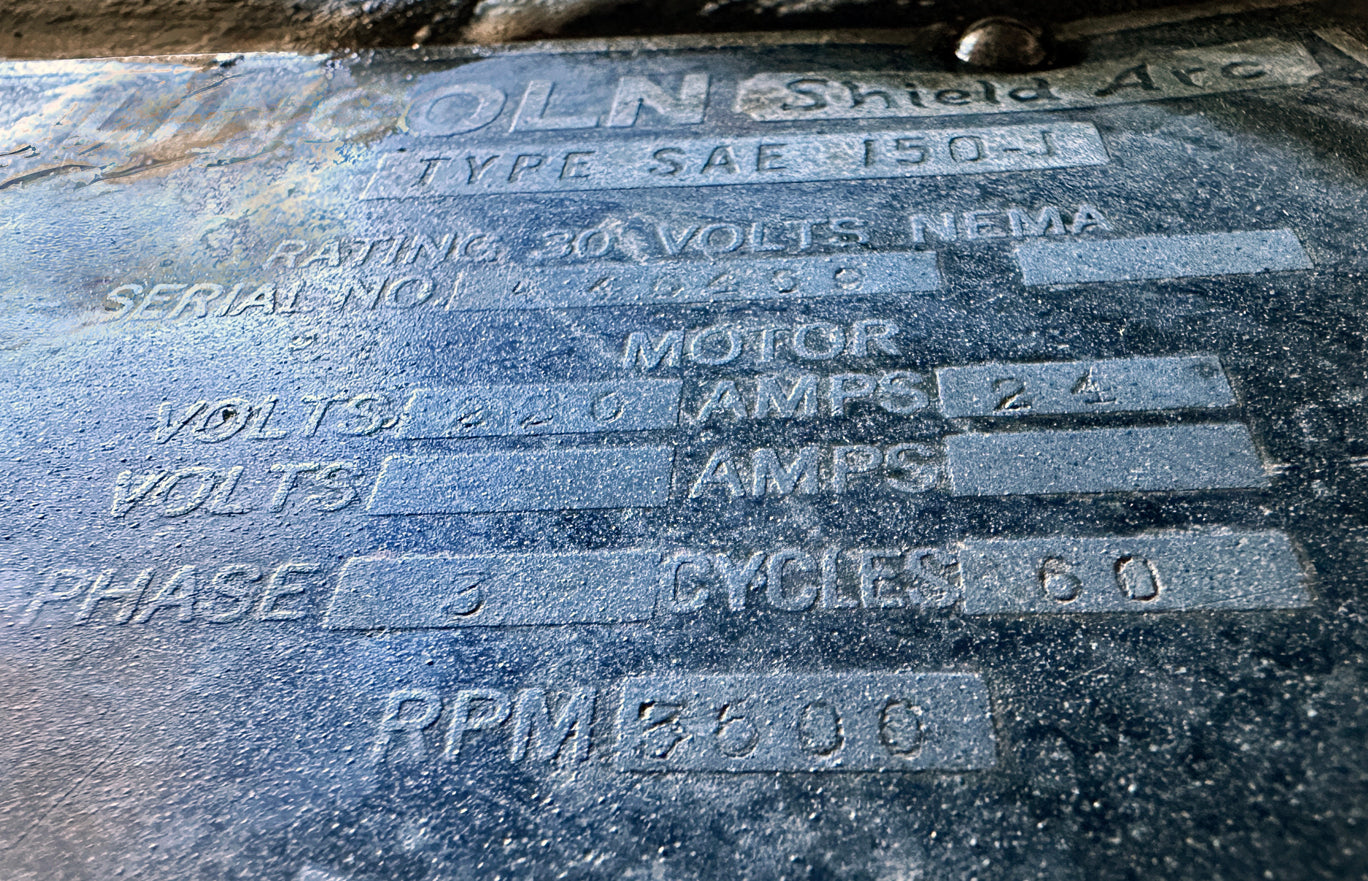 LINCOLN Shield Arc
TYPE SAE 150-J
RATING 30 VOLTS NEMA
SERIAL NO.
MOTOR
VOLTS 220 AMPS 24
VOLTS AMPS
PHASE 3 CYCLES 60
RPM 3600